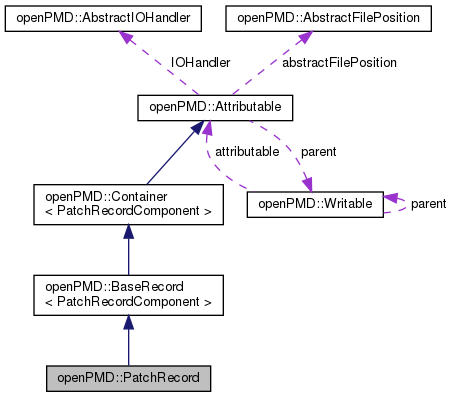 openPMD::AbstractIOHandler
openPMD::AbstractFilePosition
IOHandler
abstractFilePosition
openPMD::Attributable
attributable
parent
openPMD::Container
< PatchRecordComponent >
openPMD::Writable
parent
openPMD::BaseRecord
< PatchRecordComponent >
openPMD::PatchRecord